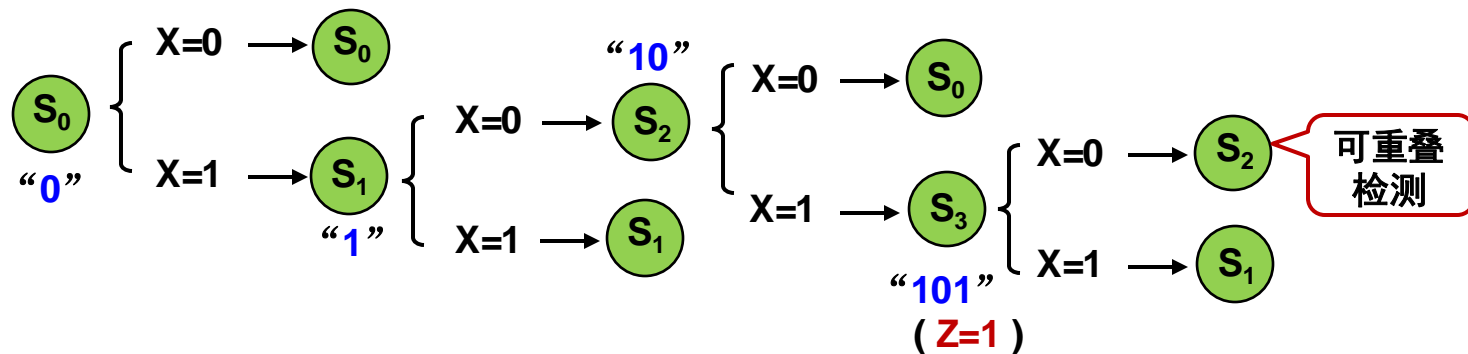 X=0
S₀
S₀
“0”
X=1
S₁
“1”
X=0
“10”
S₂
X=1
S₁
X=0
S₀
X=1
S₃
“101”
( Z=1 )
X=0
S₂
可重叠
检测
X=1
S₁